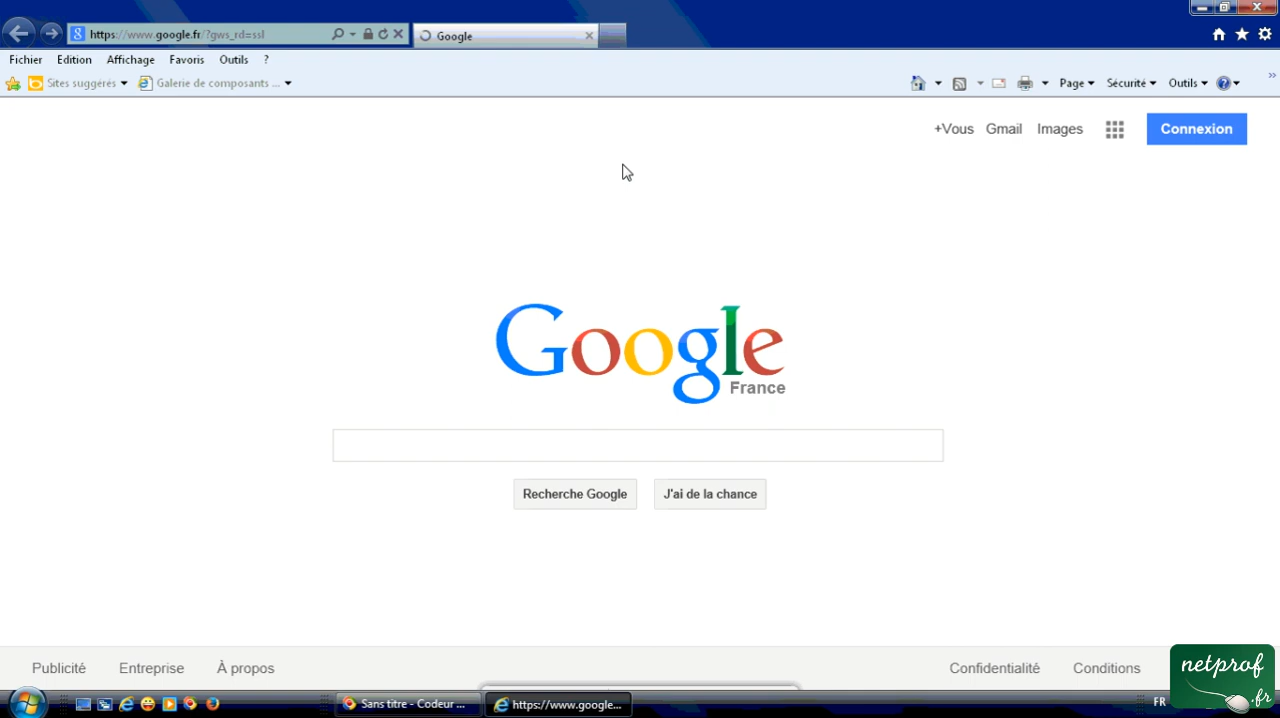 https://www.google.fr/?gws_rd=ssl
Google
Fichier Edition Affichage Favoris Outils ?
Sites suggérés Galerie de composants ... Page Sécurité Outils
+Vous Gmail Images Connexion
Google
France
Recherche Google J'ai de la chance
Publicité Entreprise À propos Confidentialité Conditions
netprof
.fr
Sans titre - Codeur ... https://www.google... FR